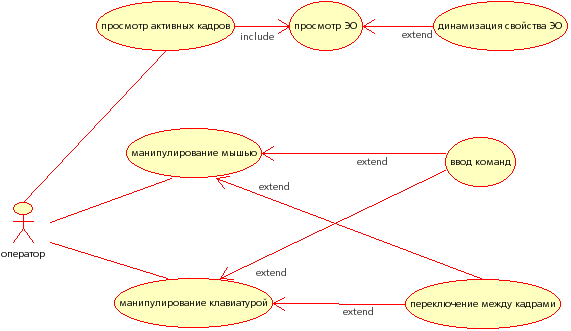 просмотр активных кадров
просмотр ЭО
динамизация свойства ЭО
include
extend
манипулирование мышью
ввод команд
extend
extend
оператор
extend
манипулирование клавиатурой
переключение между кадрами
extend